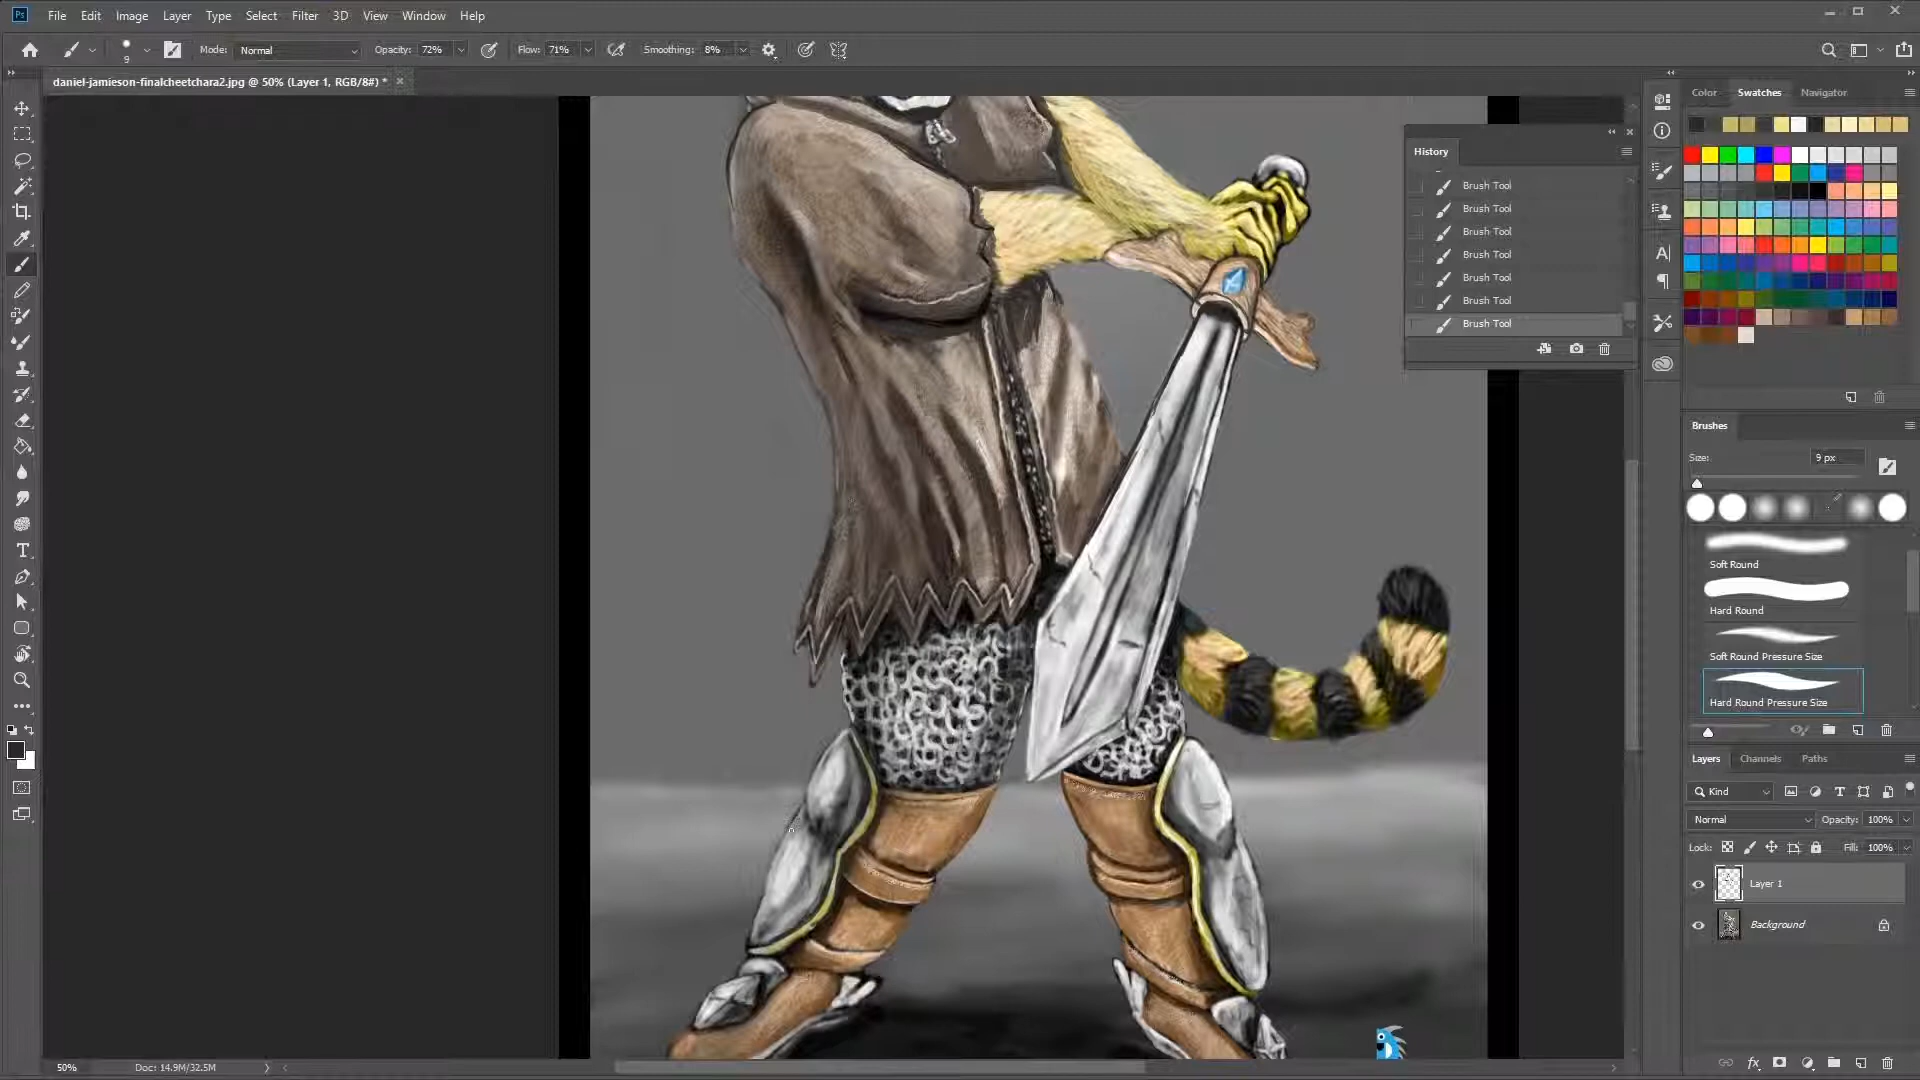 Ps File Edit Image Layer Type Select Filter 3D View Window Help
9 Mode: Normal Opacity: 72% Flow: 71% Smoothing: 8%
daniel-jamieson-finalcheetchara2.jpg @ 50% (Layer 1, RGB/8#) *
Color Swatches Navigator
History
Brush Tool
Brush Tool
Brush Tool
Brush Tool
Brush Tool
Brush Tool
Brush Tool
Brushes
Size: 9 px
Soft Round
Hard Round
Soft Round Pressure Size
Hard Round Pressure Size
Layers Channels Paths
Kind
Normal Opacity: 100%
Lock: Fill: 100%
Layer 1
Background
50% Doc: 14.9M/32.5M